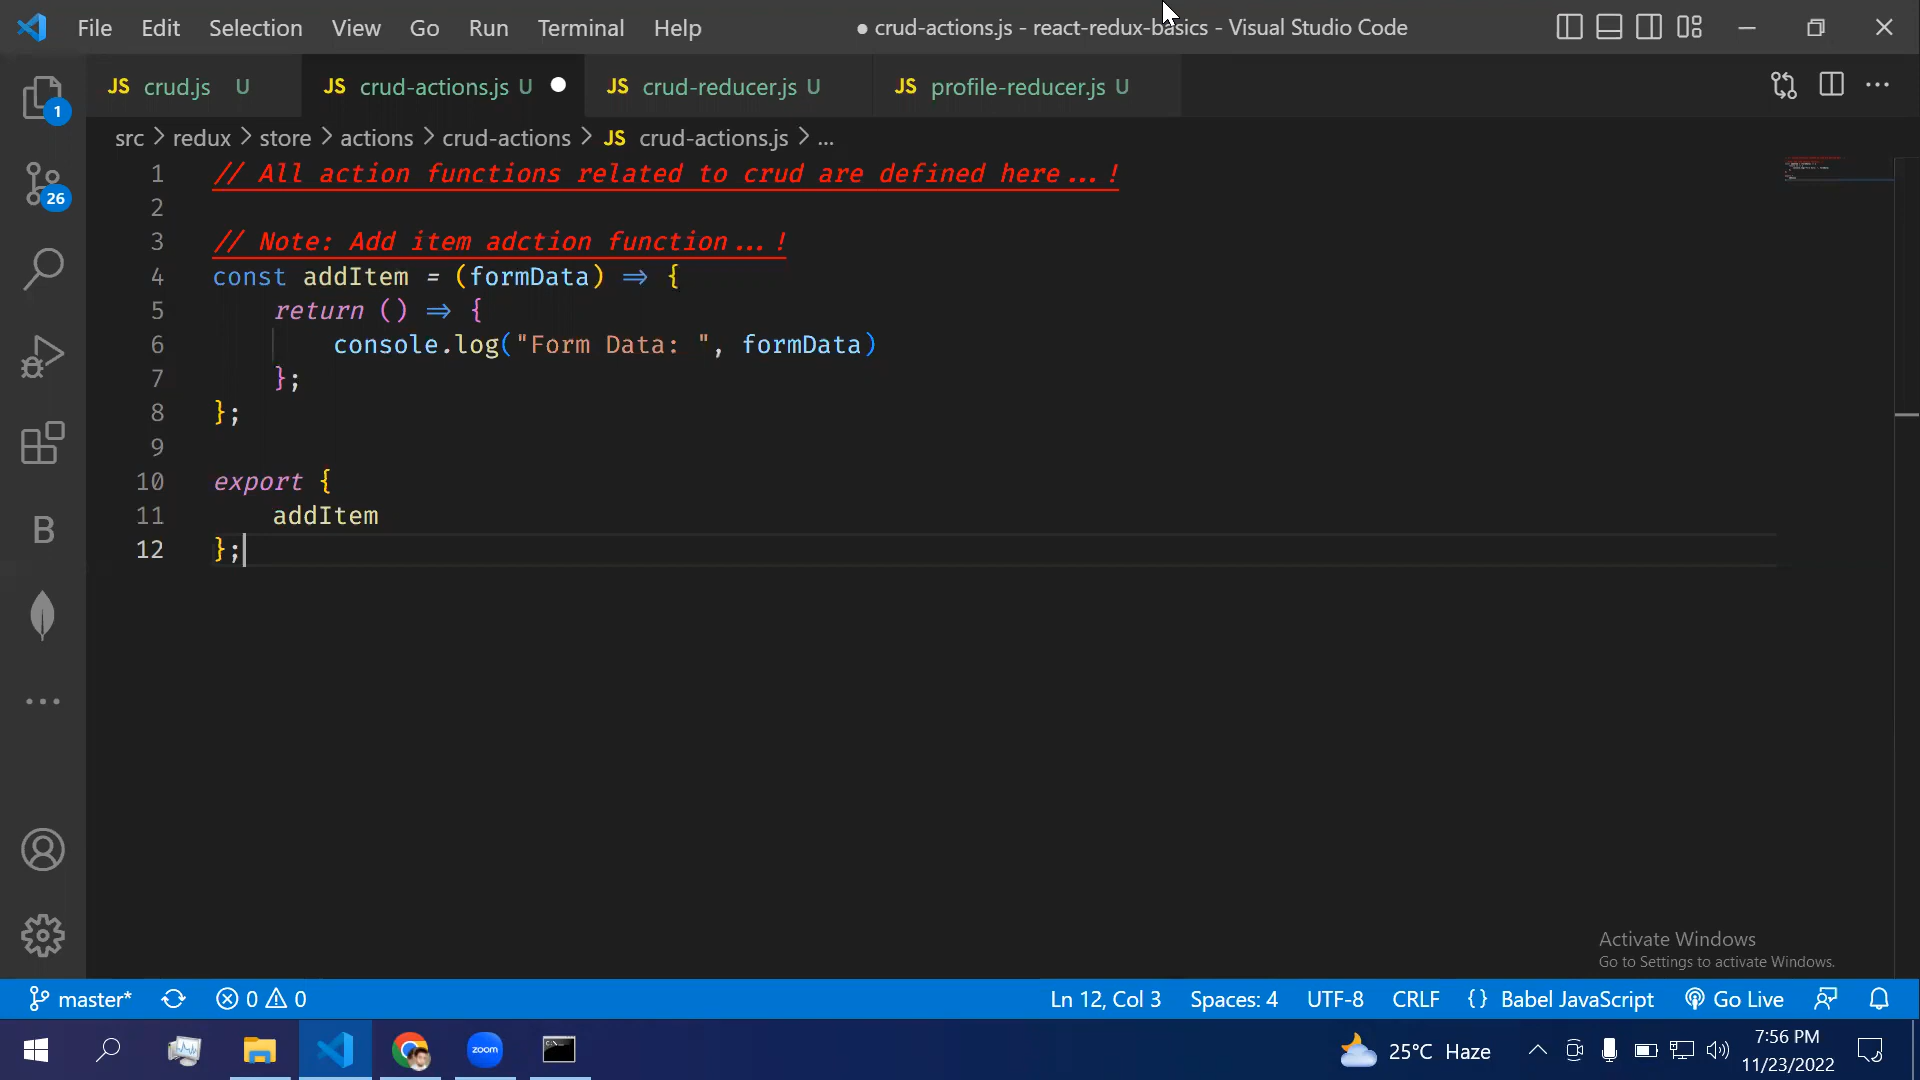 File Edit Selection View Go Run Terminal Help ● crud-actions.js - react-redux-basics - Visual Studio Code
JS crud.js U JS crud-actions.js U ● JS crud-reducer.js U JS profile-reducer.js U
src > redux > store > actions > crud-actions > JS crud-actions.js > ...
1 // All action functions related to crud are defined here...!
2
3 // Note: Add item adction function...!
4 const addItem = (formData) => {
5 return () => {
6 console.log("Form Data: ", formData)
7 };
8 };
9
10 export {
11 addItem
12 };
1
26
B
Activate Windows
Go to Settings to activate Windows.
master* 0 0 Ln 12, Col 3 Spaces: 4 UTF-8 CRLF {} Babel JavaScript Go Live
zoom 25°C Haze 7:56 PM
11/23/2022